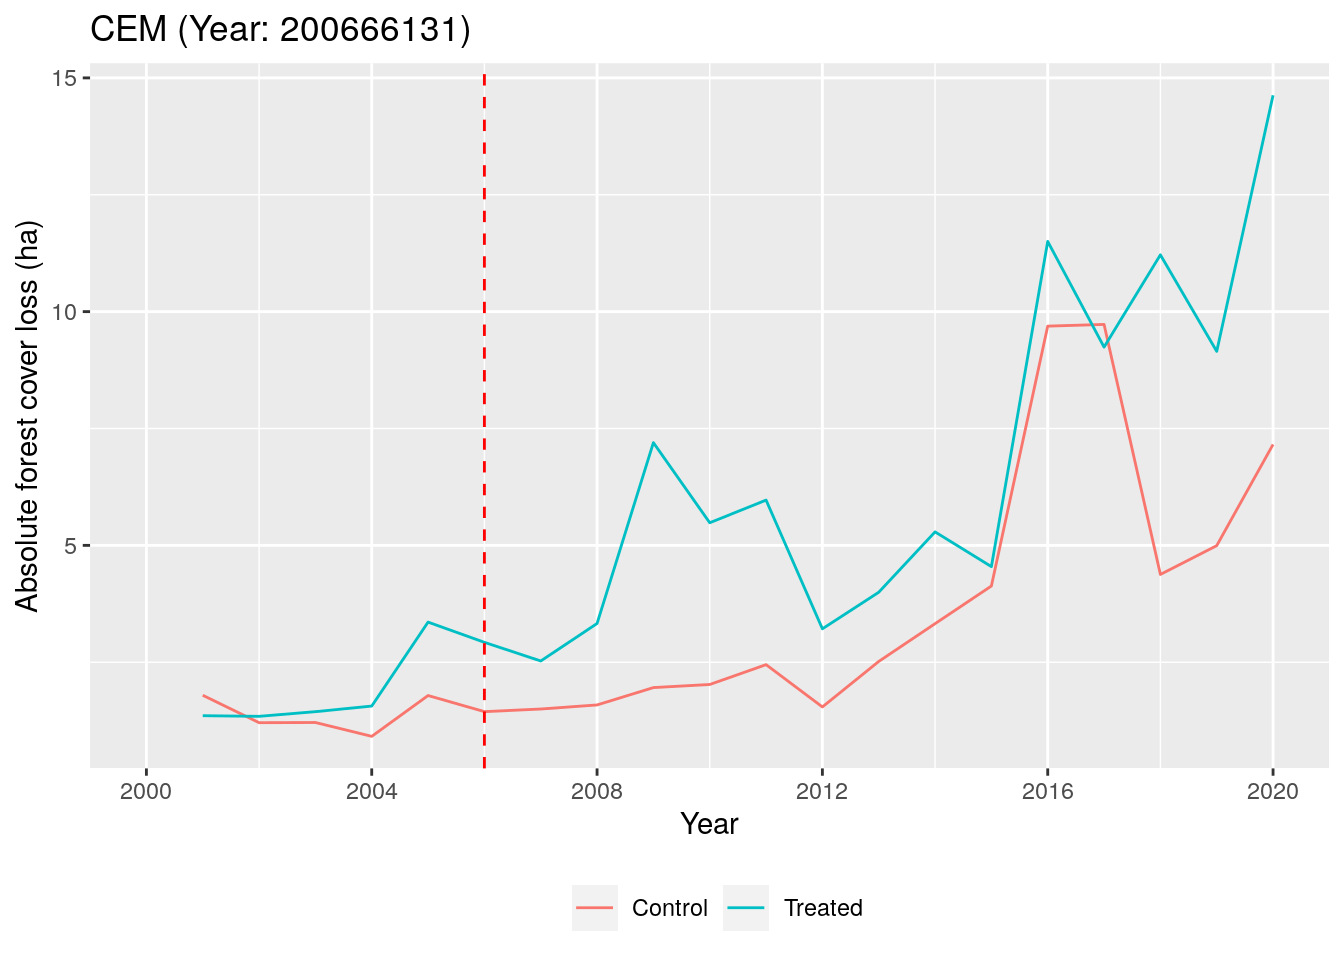 CEM (Year: 200666131)
Absolute forest cover loss (ha)
15
10
5
2000 2004 2008 2012 2016 2020
Year
Control Treated